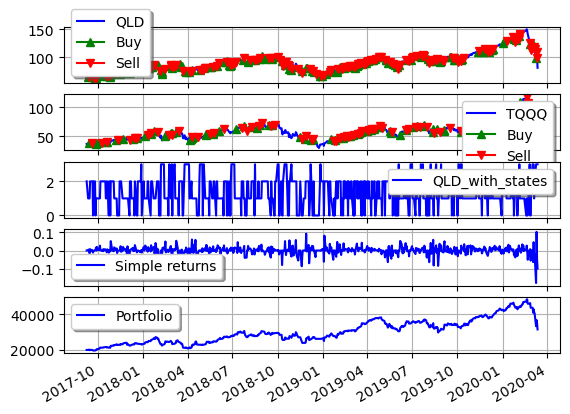 150
100
QLD
Buy
Sell
100
50
TQQQ
Buy
Sell
2
0
QLD_with_states
0.1
0.0
−0.1
Simple returns
40000
20000
Portfolio
2017-10
2018-01
2018-04
2018-07
2018-10
2019-01
2019-04
2019-07
2019-10
2020-01
2020-04